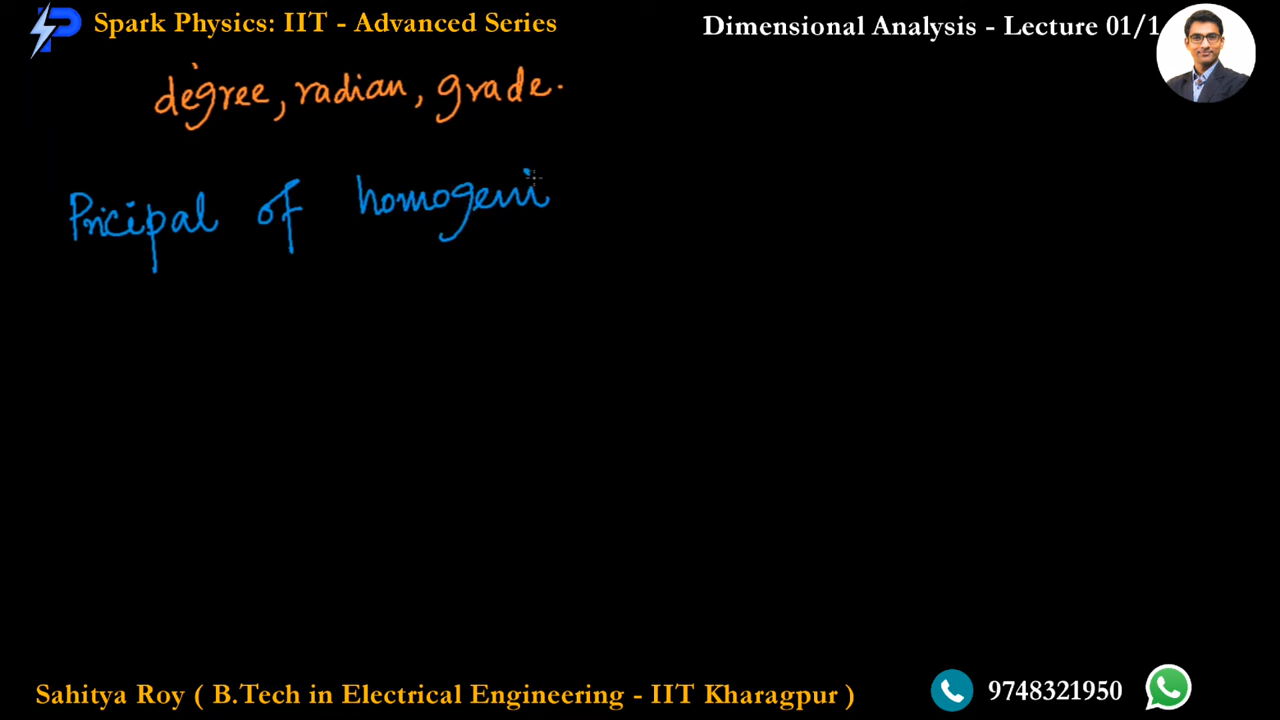 Spark Physics: IIT - Advanced Series
Dimensional Analysis - Lecture 01/1
degree, radian, grade.
Pricipal of homogeni
Sahitya Roy ( B.Tech in Electrical Engineering - IIT Kharagpur )
9748321950